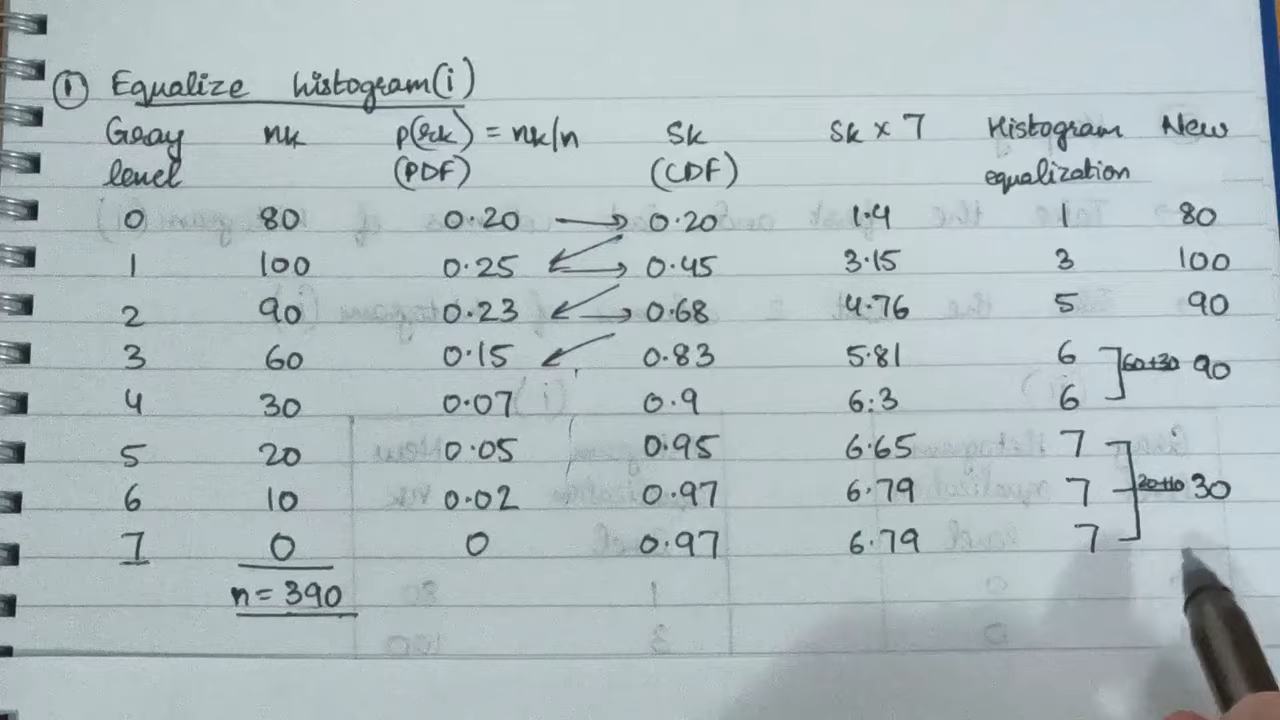 ① Equalize histogram(i)
Gray level nk p(rk) = nk/n (PDF) Sk (CDF) Sk × 7 Histogram equalization New
0 80 0.20 0.20 1.4 1 80
1 100 0.25 0.45 3.15 3 100
2 90 0.23 0.68 4.76 5 90
3 60 0.15 0.83 5.81 6 60+30 90
4 30 0.07 0.9 6.3 6
5 20 0.05 0.95 6.65 7
6 10 0.02 0.97 6.79 7 20+10 30
7 0 0 0.97 6.79 7
n = 390